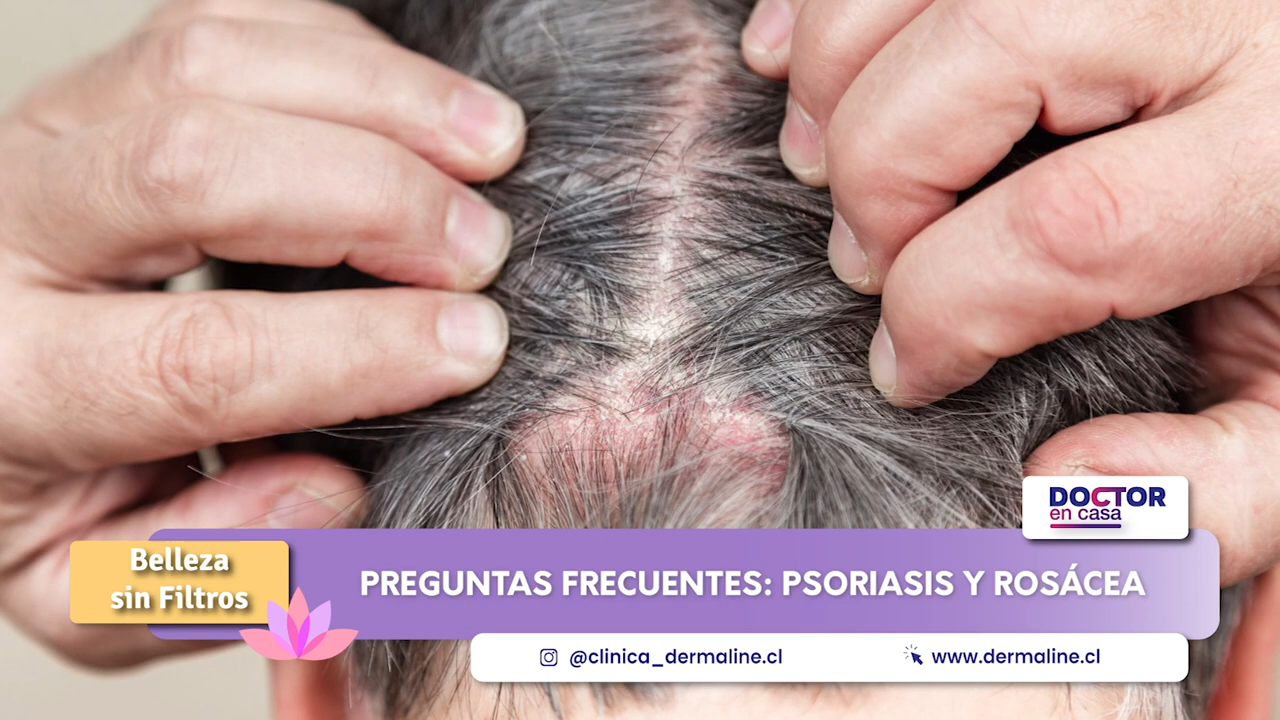 DOCTOR
en casa
Belleza
sin Filtros
PREGUNTAS FRECUENTES: PSORIASIS Y ROSÁCEA
@clinica_dermaline.cl
www.dermaline.cl